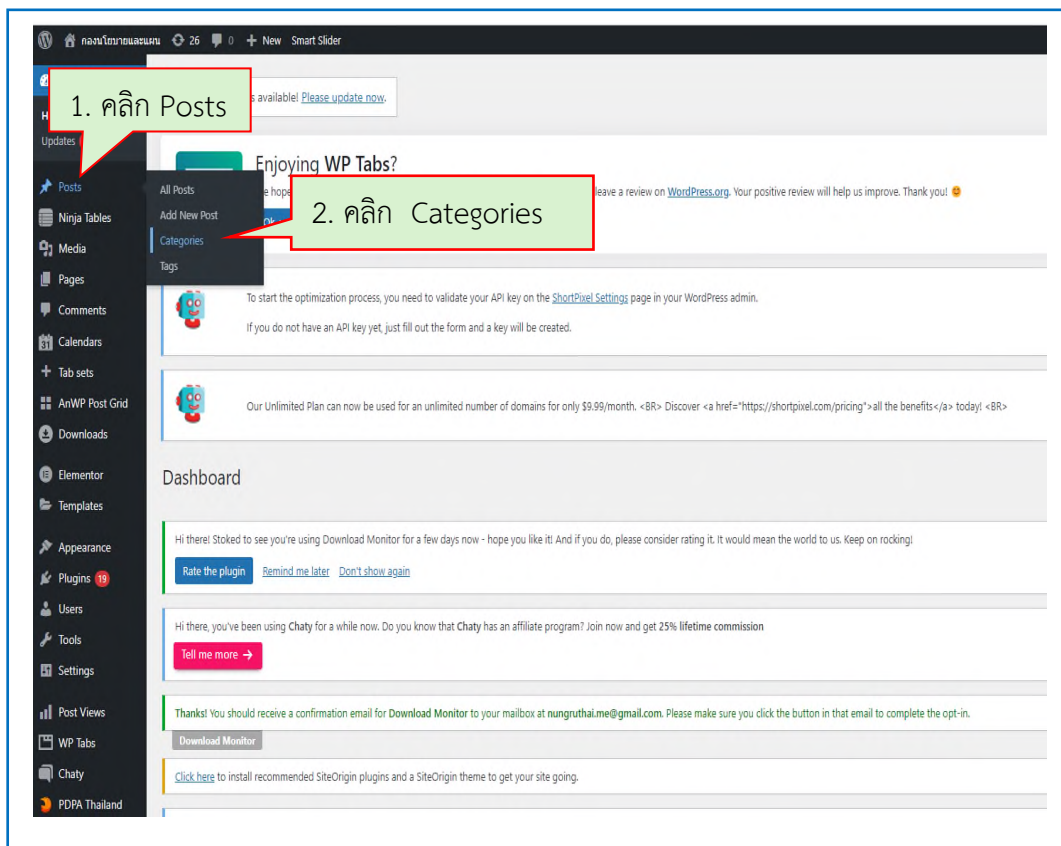 กองนโยบายและแผน 26 0 + New Smart Slider
1. คลิก Posts
s available! Please update now.
H
Updates
Enjoying WP Tabs?
Posts
All Posts
e hope
leave a review on WordPress.org. Your positive review will help us improve. Thank you!
Ninja Tables
Add New Post
Ok
2. คลิก Categories
Media
Categories
Tags
Pages
To start the optimization process, you need to validate your API key on the ShortPixel Settings page in your WordPress admin.
Comments
If you do not have an API key yet, just fill out the form and a key will be created.
31 Calendars
Tab sets
AnWP Post Grid
Our Unlimited Plan can now be used for an unlimited number of domains for only $9.99/month. <BR> Discover <a href="https://shortpixel.com/pricing">all the benefits</a> today! <BR>
Downloads
Elementor
Dashboard
Templates
Hi there! Stoked to see you're using Download Monitor for a few days now - hope you like it! And if you do, please consider rating it. It would mean the world to us. Keep on rocking!
Appearance
Rate the plugin Remind me later Don't show again
Plugins 19
Users
Hi there, you've been using Chaty for a while now. Do you know that Chaty has an affiliate program? Join now and get 25% lifetime commission
Tools
Tell me more →
Settings
Post Views
Thanks! You should receive a confirmation email for Download Monitor to your mailbox at nungruthai.me@gmail.com. Please make sure you click the button in that email to complete the opt-in.
WP Tabs
Download Monitor
Chaty
Click here to install recommended SiteOrigin plugins and a SiteOrigin theme to get your site going.
PDPA Thailand